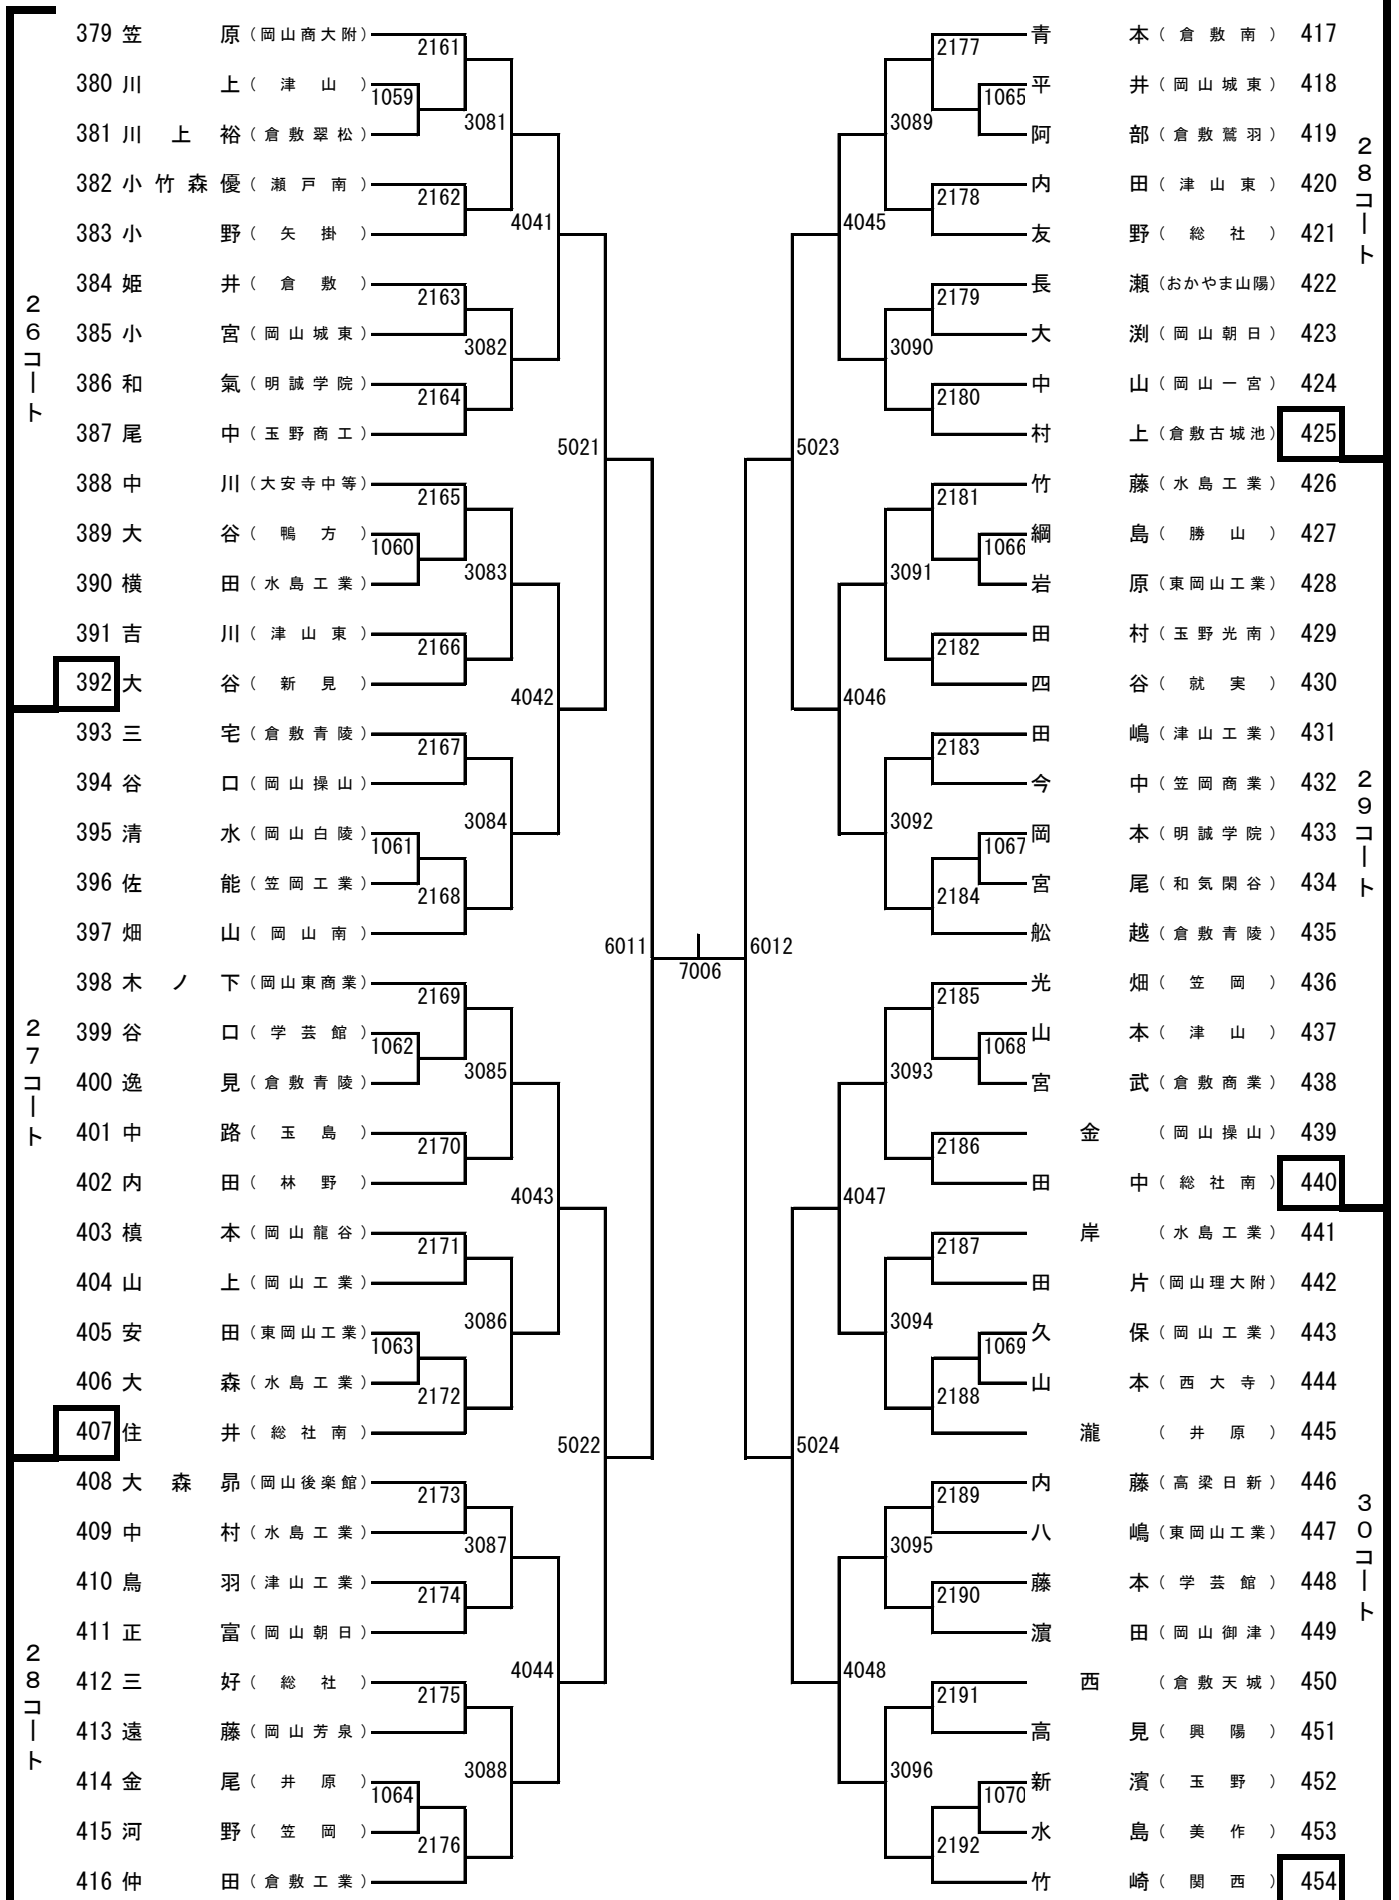 379 笠原 (岡山商大附)
2161
380 川上 (津山)
1059
381 川上裕 (倉敷翠松)
3081
382 小竹森優 (瀬戸南)
2162
383 小野 (矢掛)
4041
384 姫井 (倉敷)
2163
385 小宮 (岡山城東)
3082
386 和氣 (明誠学院)
2164
387 尾中 (玉野商工)
5021
388 中川 (大安寺中等)
2165
389 大谷 (鴨方)
1060
390 横田 (水島工業)
3083
391 吉川 (津山東)
2166
392 大谷 (新見)
4042
26コート
393 三宅 (倉敷青陵)
2167
394 谷口 (岡山操山)
3084
395 清水 (岡山白陵)
1061
396 佐能 (笠岡工業)
2168
397 畑山 (岡山南)
6011
398 木ノ下 (岡山東商業)
2169
399 谷口 (学芸館)
1062
400 逸見 (倉敷青陵)
3085
401 中路 (玉島)
2170
402 内田 (林野)
4043
403 槙本 (岡山龍谷)
2171
404 山上 (岡山工業)
3086
405 安田 (東岡山工業)
1063
406 大森 (水島工業)
2172
407 住井 (総社南)
5022
27コート
408 大森昴 (岡山後楽館)
2173
409 中村 (水島工業)
3087
410 鳥羽 (津山工業)
2174
411 正富 (岡山朝日)
4044
412 三好 (総社)
2175
413 遠藤 (岡山芳泉)
3088
414 金尾 (井原)
1064
415 河野 (笠岡)
2176
416 仲田 (倉敷工業)
28コート
7006
青本 (倉敷南) 417
2177
平井 (岡山城東) 418
1065
阿部 (倉敷鷲羽) 419
3089
内田 (津山東) 420
2178
友野 (総社) 421
4045
長瀬 (おかやま山陽) 422
2179
大渕 (岡山朝日) 423
3090
中山 (岡山一宮) 424
2180
村上 (倉敷古城池) 425
5023
28コート
竹藤 (水島工業) 426
2181
綱島 (勝山) 427
1066
岩原 (東岡山工業) 428
3091
田村 (玉野光南) 429
2182
四谷 (就実) 430
4046
田嶋 (津山工業) 431
2183
今中 (笠岡商業) 432
3092
岡本 (明誠学院) 433
1067
宮尾 (和気閑谷) 434
2184
舩越 (倉敷青陵) 435
6012
光畑 (笠岡) 436
2185
山本 (津山) 437
1068
宮武 (倉敷商業) 438
3093
金 (岡山操山) 439
2186
田中 (総社南) 440
4047
29コート
岸 (水島工業) 441
2187
田片 (岡山理大附) 442
3094
久保 (岡山工業) 443
1069
山本 (西大寺) 444
2188
瀧 (井原) 445
5024
内藤 (高梁日新) 446
2189
八嶋 (東岡山工業) 447
3095
藤本 (学芸館) 448
2190
濵田 (岡山御津) 449
4048
西 (倉敷天城) 450
2191
高見 (興陽) 451
3096
新濱 (玉野) 452
1070
水島 (美作) 453
2192
竹崎 (関西) 454
30コート